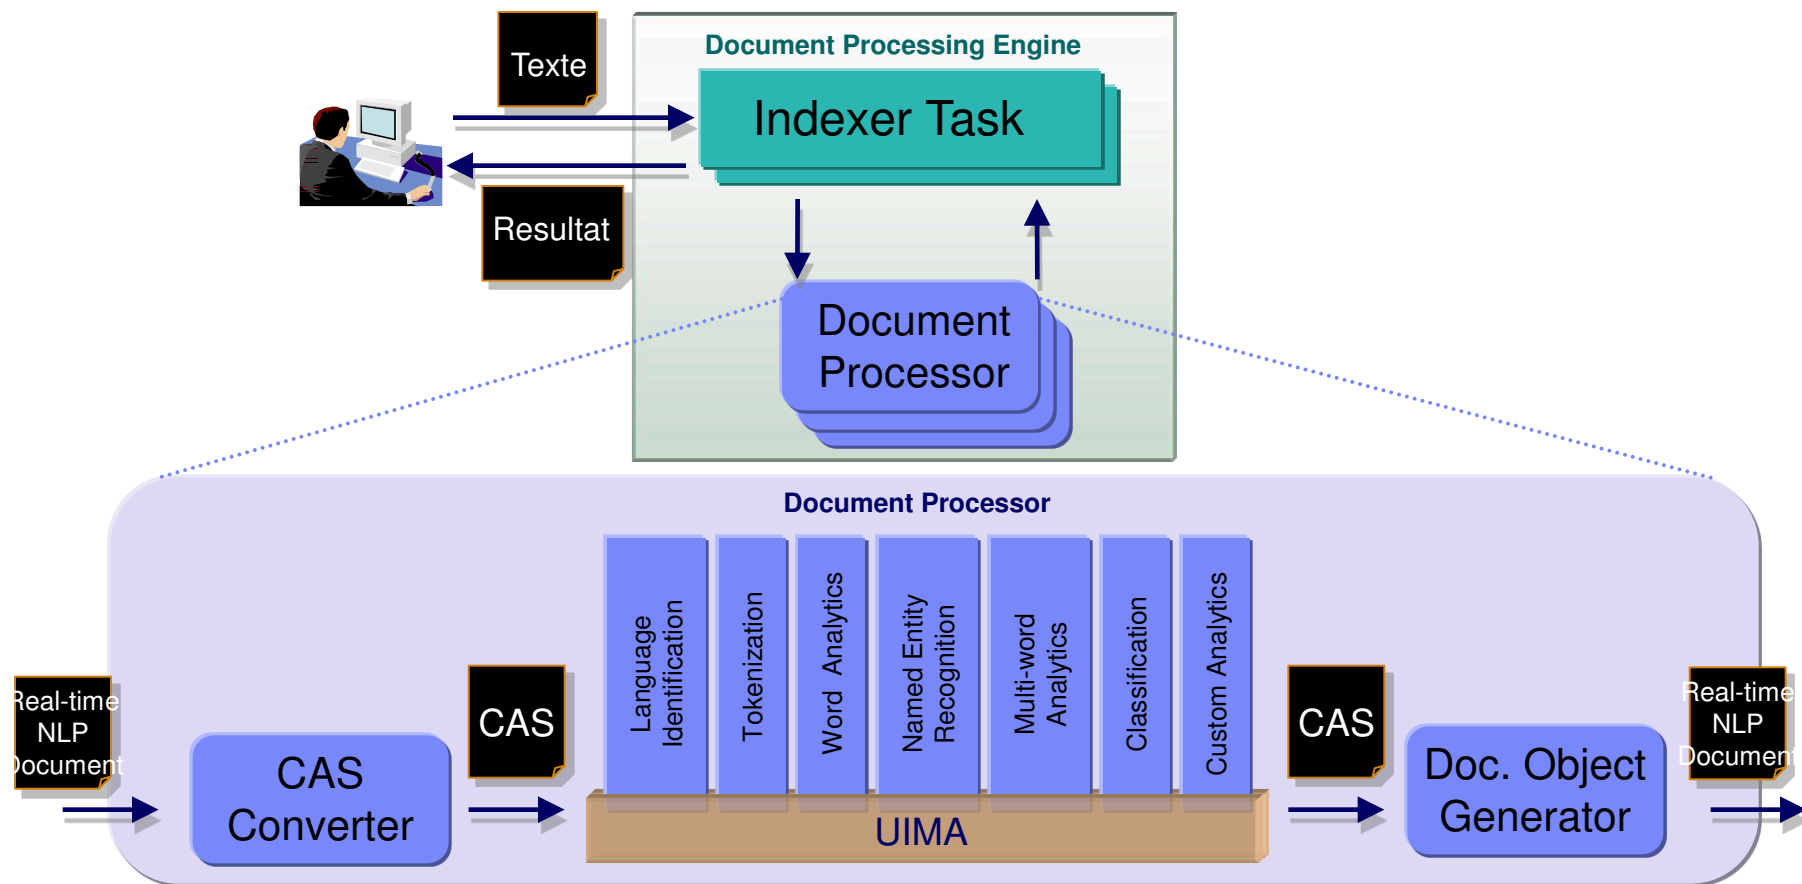 Document Processing Engine
Texte
Indexer Task
Resultat
Document
Processor
Document Processor
Language
Identification
Tokenization
Word Analytics
Named Entity
Recognition
Multi-word
Analytics
Classification
Custom Analytics
Real-time
NLP
Document
CAS
Converter
CAS
UIMA
CAS
Doc. Object
Generator
Real-time
NLP
Document